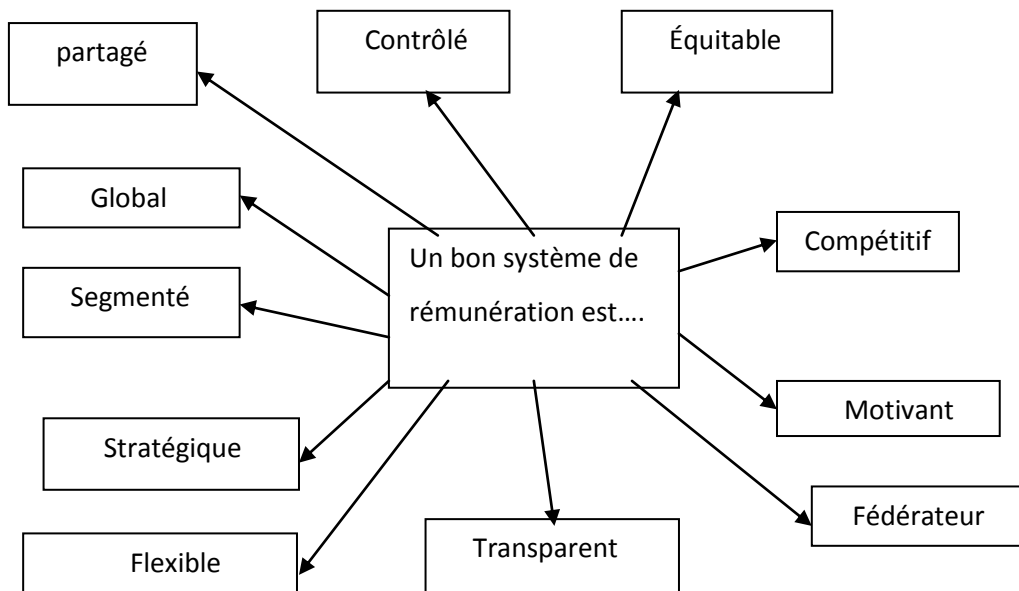 partagé
Contrôlé
Équitable
Global
Segmenté
Un bon système de
rémunération est….
Compétitif
Stratégique
Motivant
Flexible
Transparent
Fédérateur